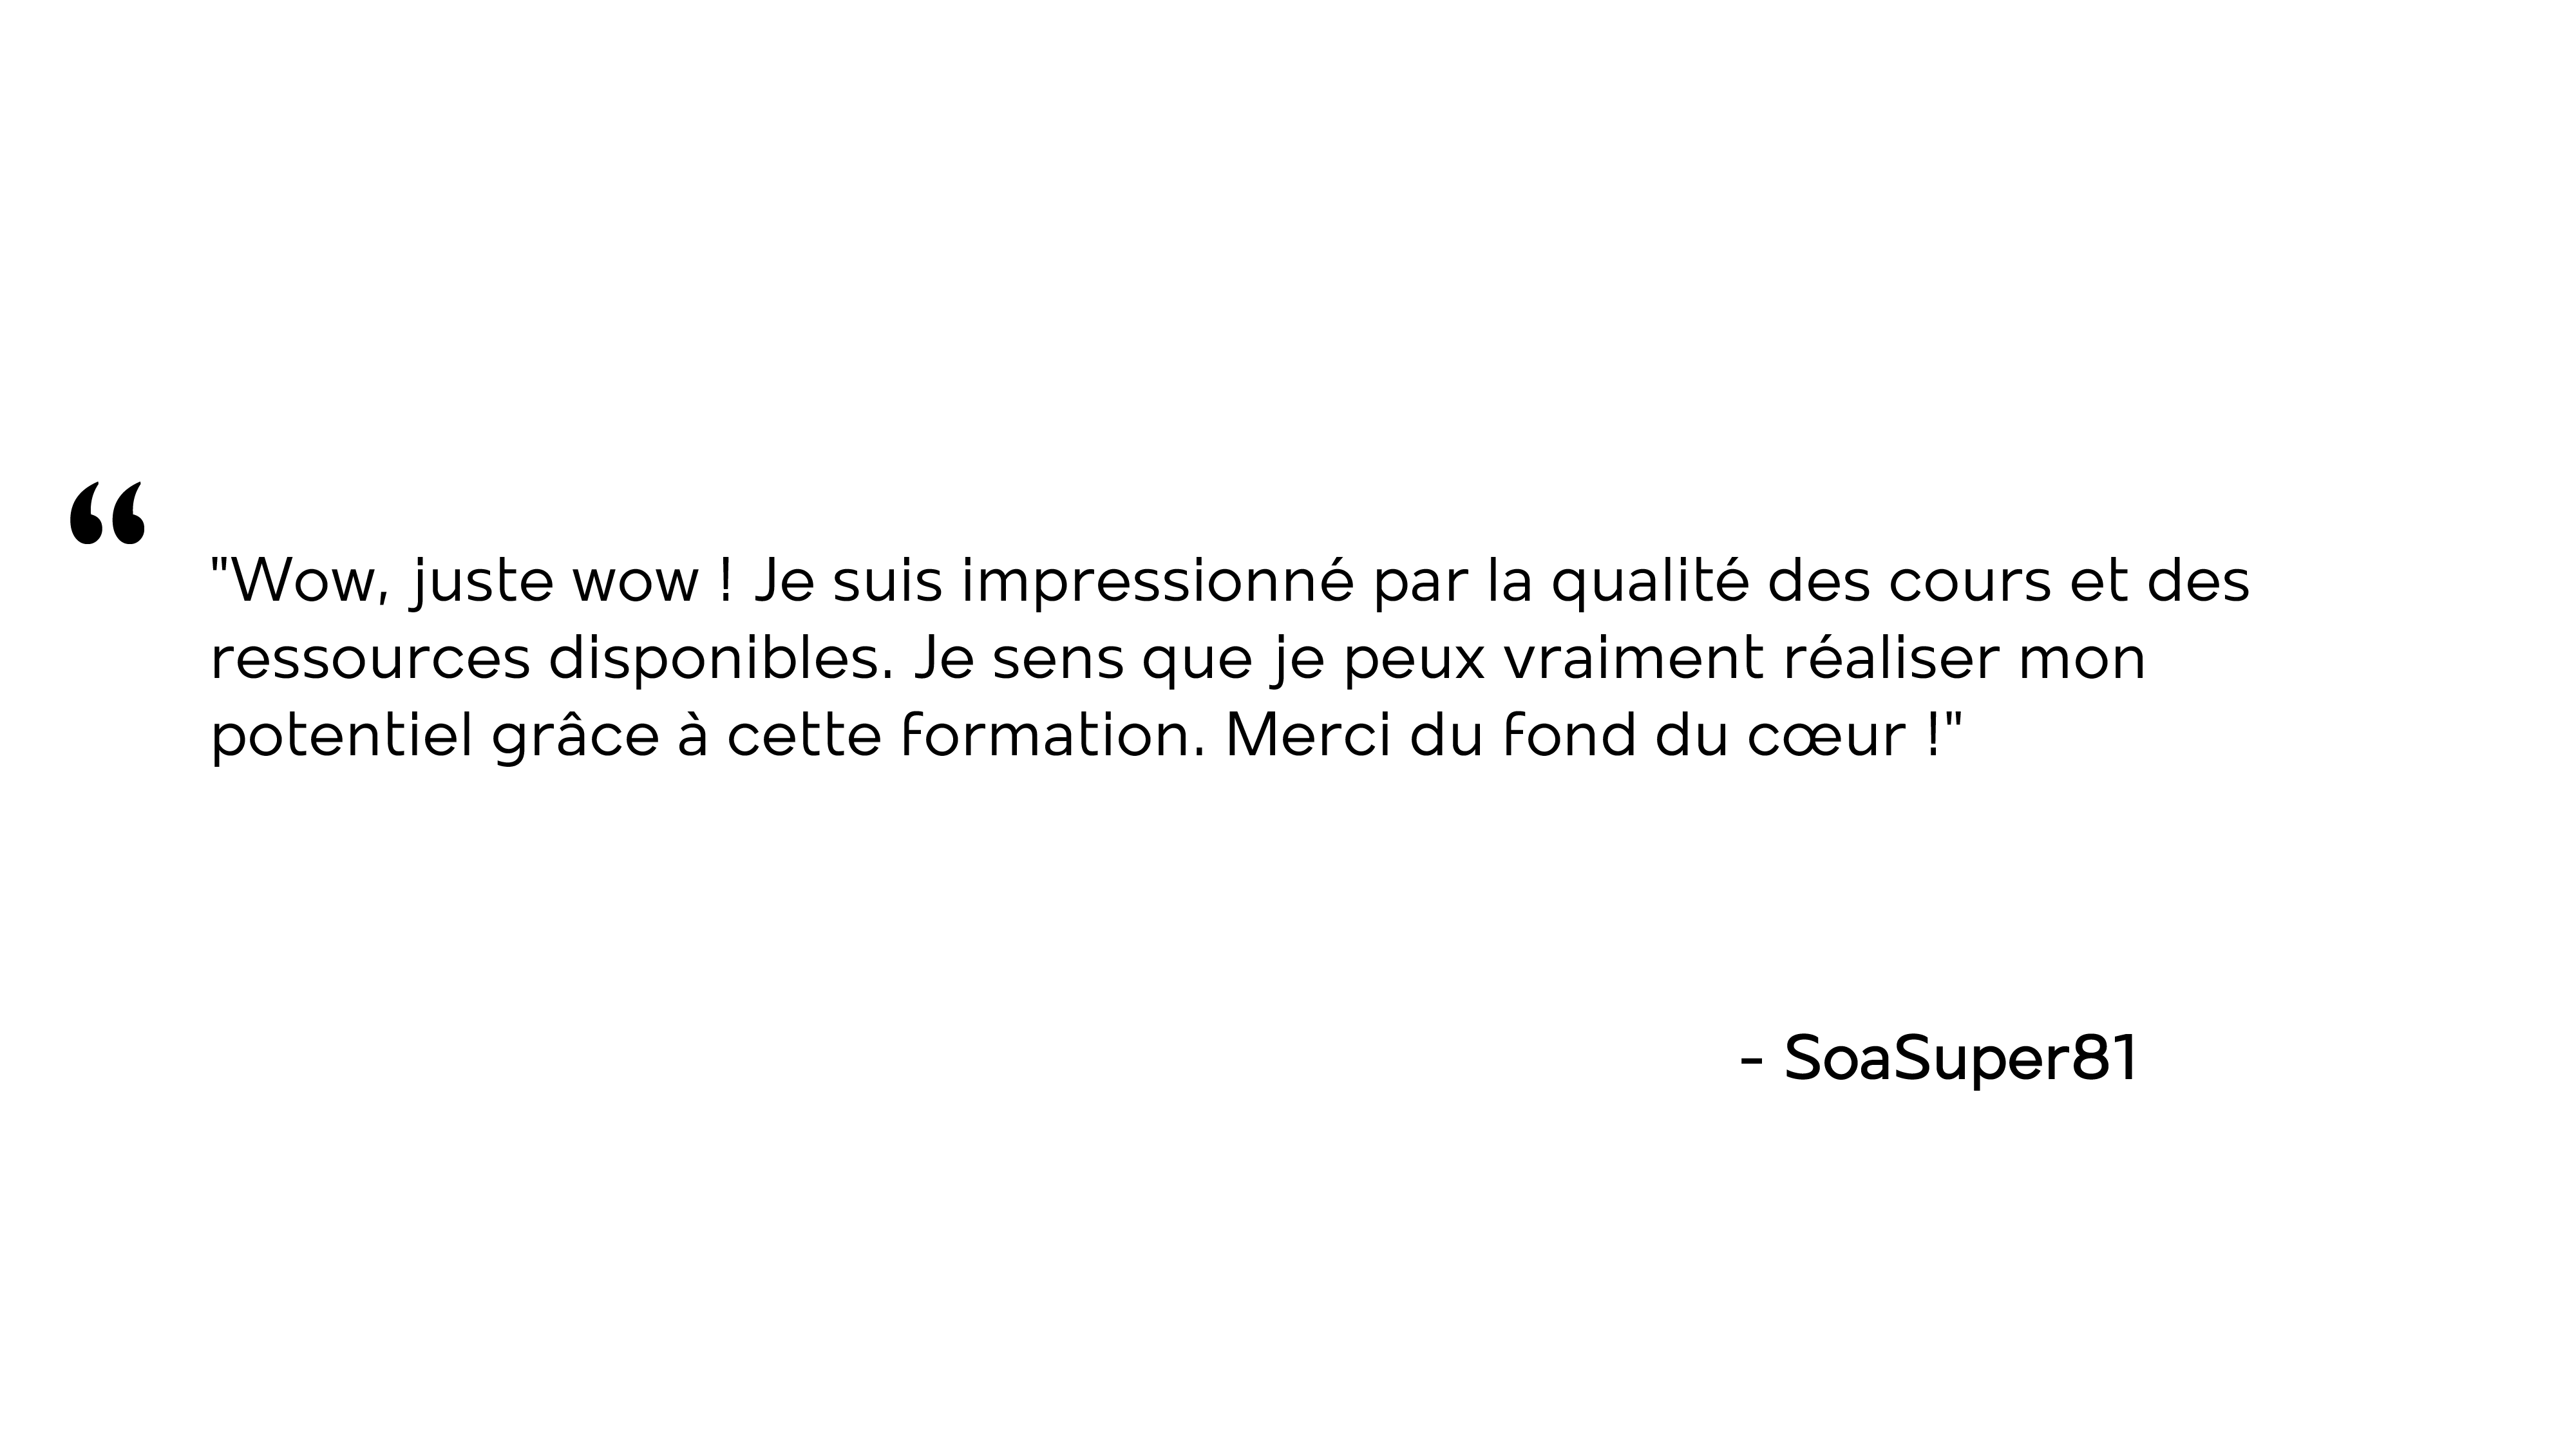 “
"Wow, juste wow ! Je suis impressionné par la qualité des cours et des
ressources disponibles. Je sens que je peux vraiment réaliser mon
potentiel grâce à cette formation. Merci du fond du cœur !"
- SoaSuper81